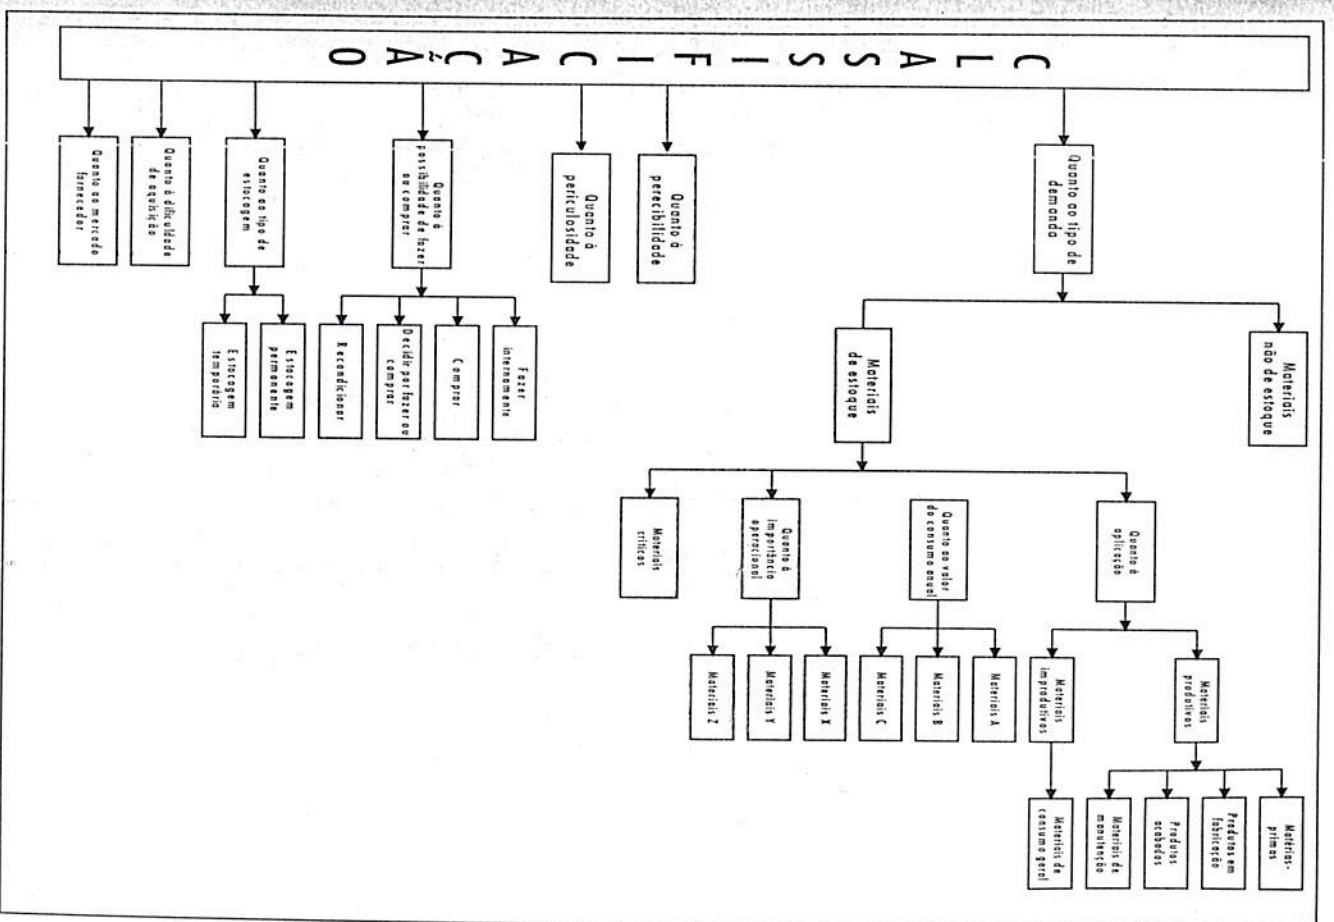 CLASSIFICAÇÃO
Quanto ao tipo de
demanda
Materiais
não de estoque
Materiais
de estoque
Quanto à
aplicação
Materiais
produtivos
Matérias-
primas
Produtos em
fabricação
Produtos
acabados
Materiais de
manutenção
Materiais
improdutivos
Materiais de
consumo geral
Quanto ao valor
do consumo anual
Materiais A
Materiais B
Materiais C
Quanto à
importância
operacional
Materiais X
Materiais Y
Materiais Z
Materiais
críticos
Quanto à
perecibilidade
Quanto à
periculosidade
Quanto à
possibilidade de fazer
ou comprar
Fazer
internamente
Comprar
Decidir por fazer ou
comprar
Recondicionar
Quanto ao tipo de
estocagem
Estocagem
permanente
Estocagem
temporária
Quanto à dificuldade
de aquisição
Quanto ao mercado
fornecedor